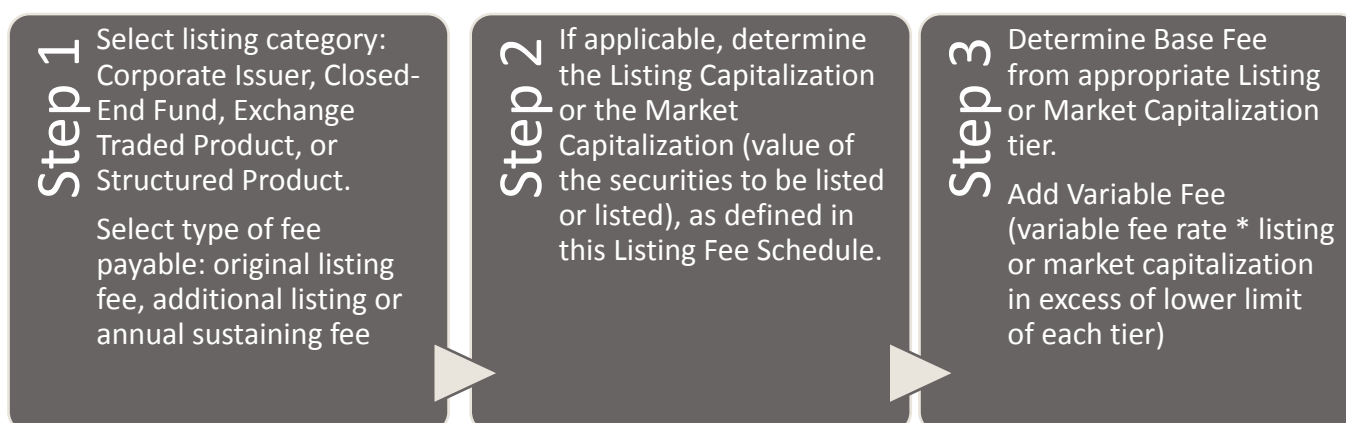 Step 1
Select listing category:
Corporate Issuer, Closed-
End Fund, Exchange
Traded Product, or
Structured Product.
Select type of fee
payable: original listing
fee, additional listing or
annual sustaining fee
Step 2
If applicable, determine
the Listing Capitalization
or the Market
Capitalization (value of
the securities to be listed
or listed), as defined in
this Listing Fee Schedule.
Step 3
Determine Base Fee
from appropriate Listing
or Market Capitalization
tier.
Add Variable Fee
(variable fee rate * listing
or market capitalization
in excess of lower limit
of each tier)